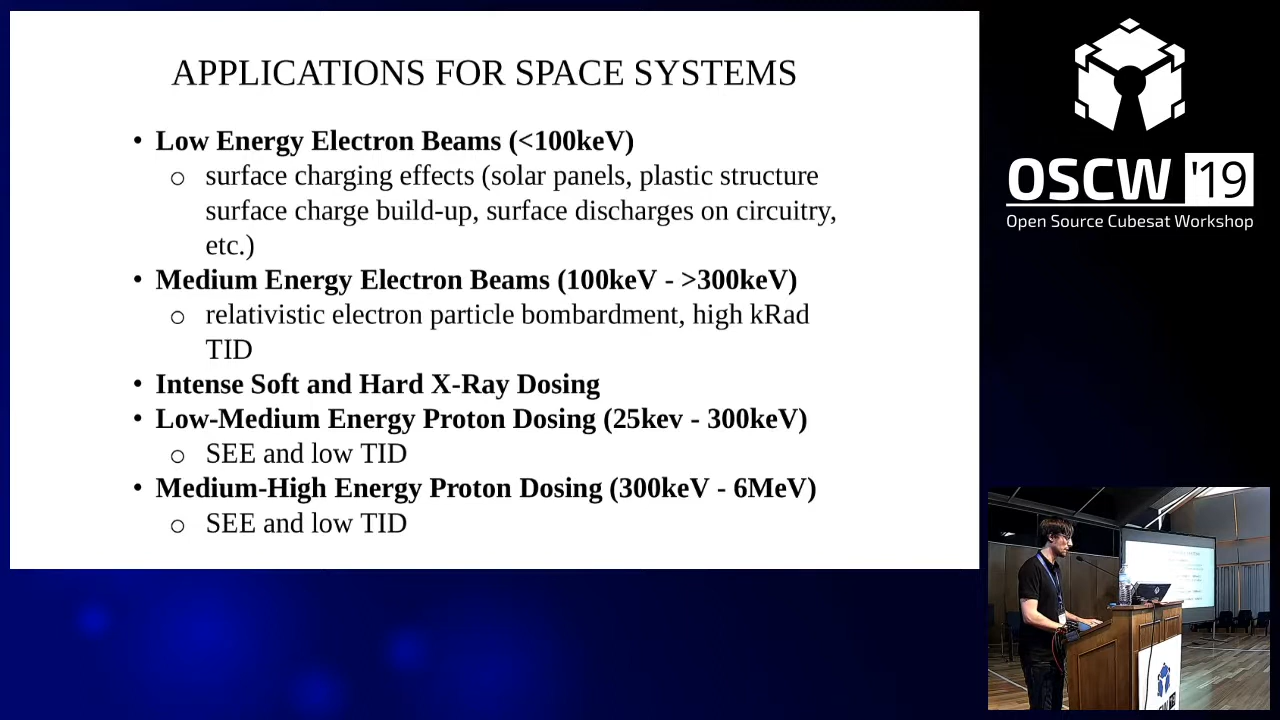 APPLICATIONS FOR SPACE SYSTEMS
• Low Energy Electron Beams (<100keV)
o surface charging effects (solar panels, plastic structure
surface charge build-up, surface discharges on circuitry,
etc.)
• Medium Energy Electron Beams (100keV - >300keV)
o relativistic electron particle bombardment, high kRad
TID
• Intense Soft and Hard X-Ray Dosing
• Low-Medium Energy Proton Dosing (25kev - 300keV)
o SEE and low TID
• Medium-High Energy Proton Dosing (300keV - 6MeV)
o SEE and low TID
OSCW '19
Open Source Cubesat Workshop